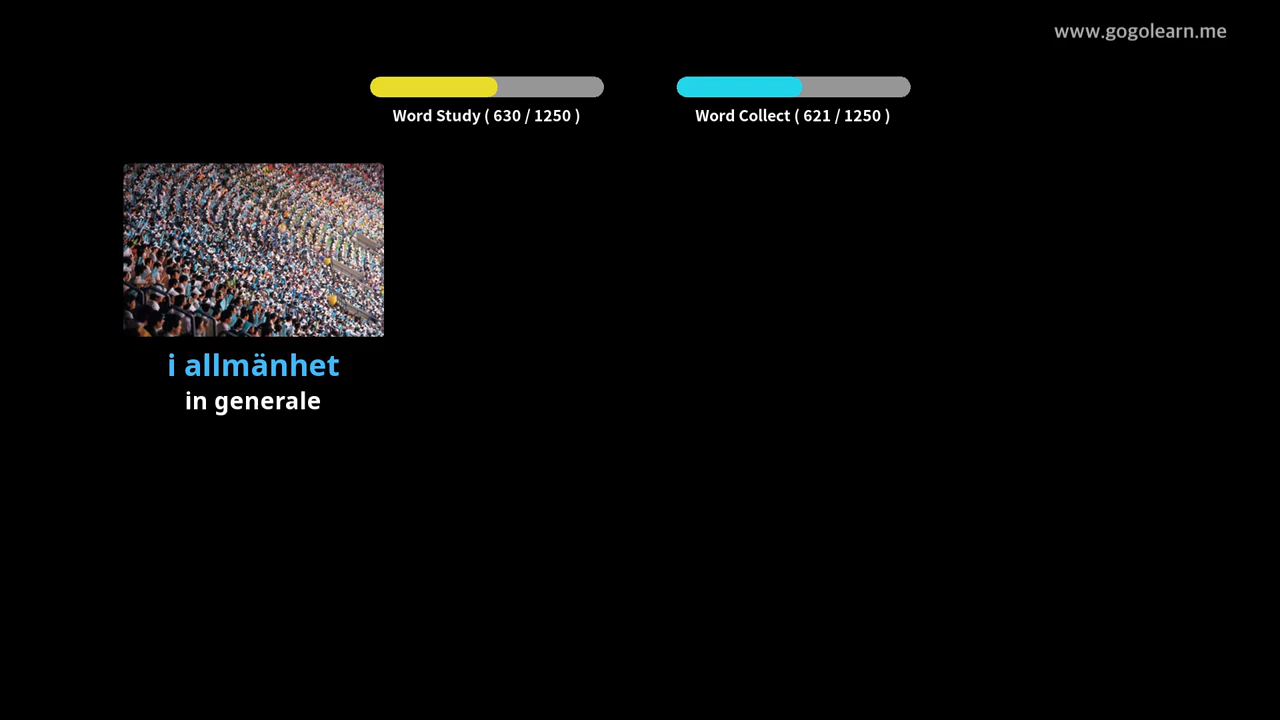 www.gogolearn.me
Word Study ( 630 / 1250 )
Word Collect ( 621 / 1250 )
i allmänhet
in generale